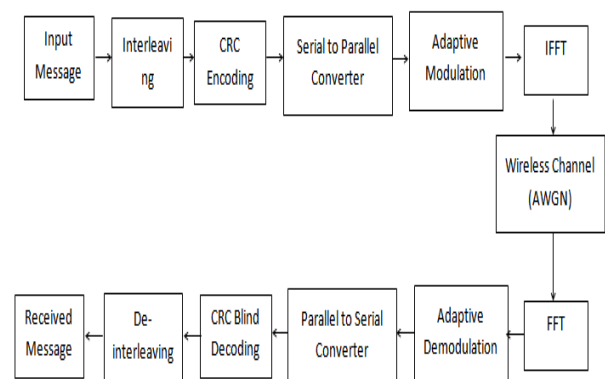 Input
Message
Interleavi
ng
CRC
Encoding
Serial to Parallel
Converter
Adaptive
Modulation
IFFT
Wireless Channel
(AWGN)
Received
Message
De-
interleaving
CRC Blind
Decoding
Parallel to Serial
Converter
Adaptive
Demodulation
FFT